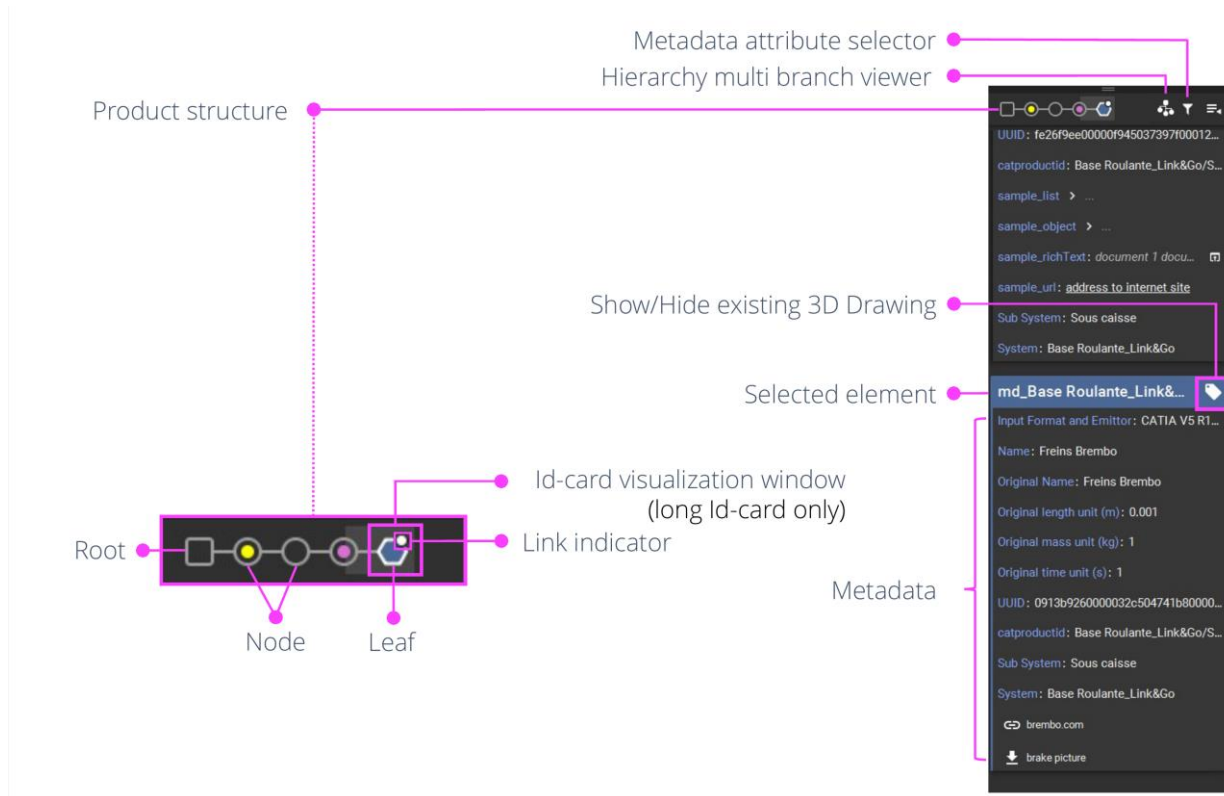 Metadata attribute selector
Hierarchy multi branch viewer
Product structure
UUID: fe26f9ee00000f945037397f00012...
catproductid: Base Roulante_Link&Go/S...
sample_list > ...
sample_object > ...
sample_richText: document 1 docu...
sample_url: address to internet site
Show/Hide existing 3D Drawing
Sub System: Sous caisse
System: Base Roulante_Link&Go
Selected element
md_Base Roulante_Link&...
Input Format and Emittor: CATIA V5 R1...
Name: Freins Brembo
Original Name: Freins Brembo
Original length unit (m): 0.001
Original mass unit (kg): 1
Original time unit (s): 1
UUID: 0913b9260000032c504741b80000...
catproductid: Base Roulante_Link&Go/S...
Sub System: Sous caisse
System: Base Roulante_Link&Go
brembo.com
brake picture
Metadata
Id-card visualization window
(long Id-card only)
Link indicator
Root
Node
Leaf